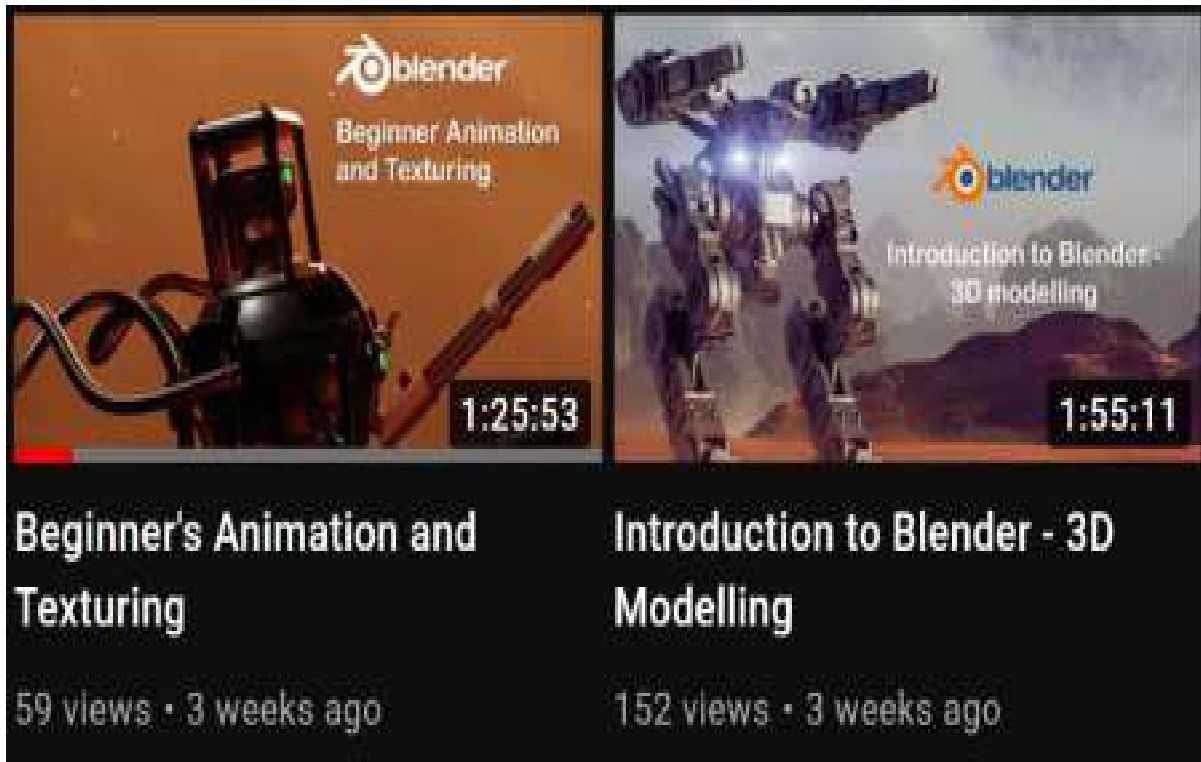 blender
Beginner Animation
and Texturing
1:25:53
blender
Introduction to Blender -
3D modelling
1:55:11
Beginner's Animation and
Texturing
59 views • 3 weeks ago
Introduction to Blender - 3D
Modelling
152 views • 3 weeks ago